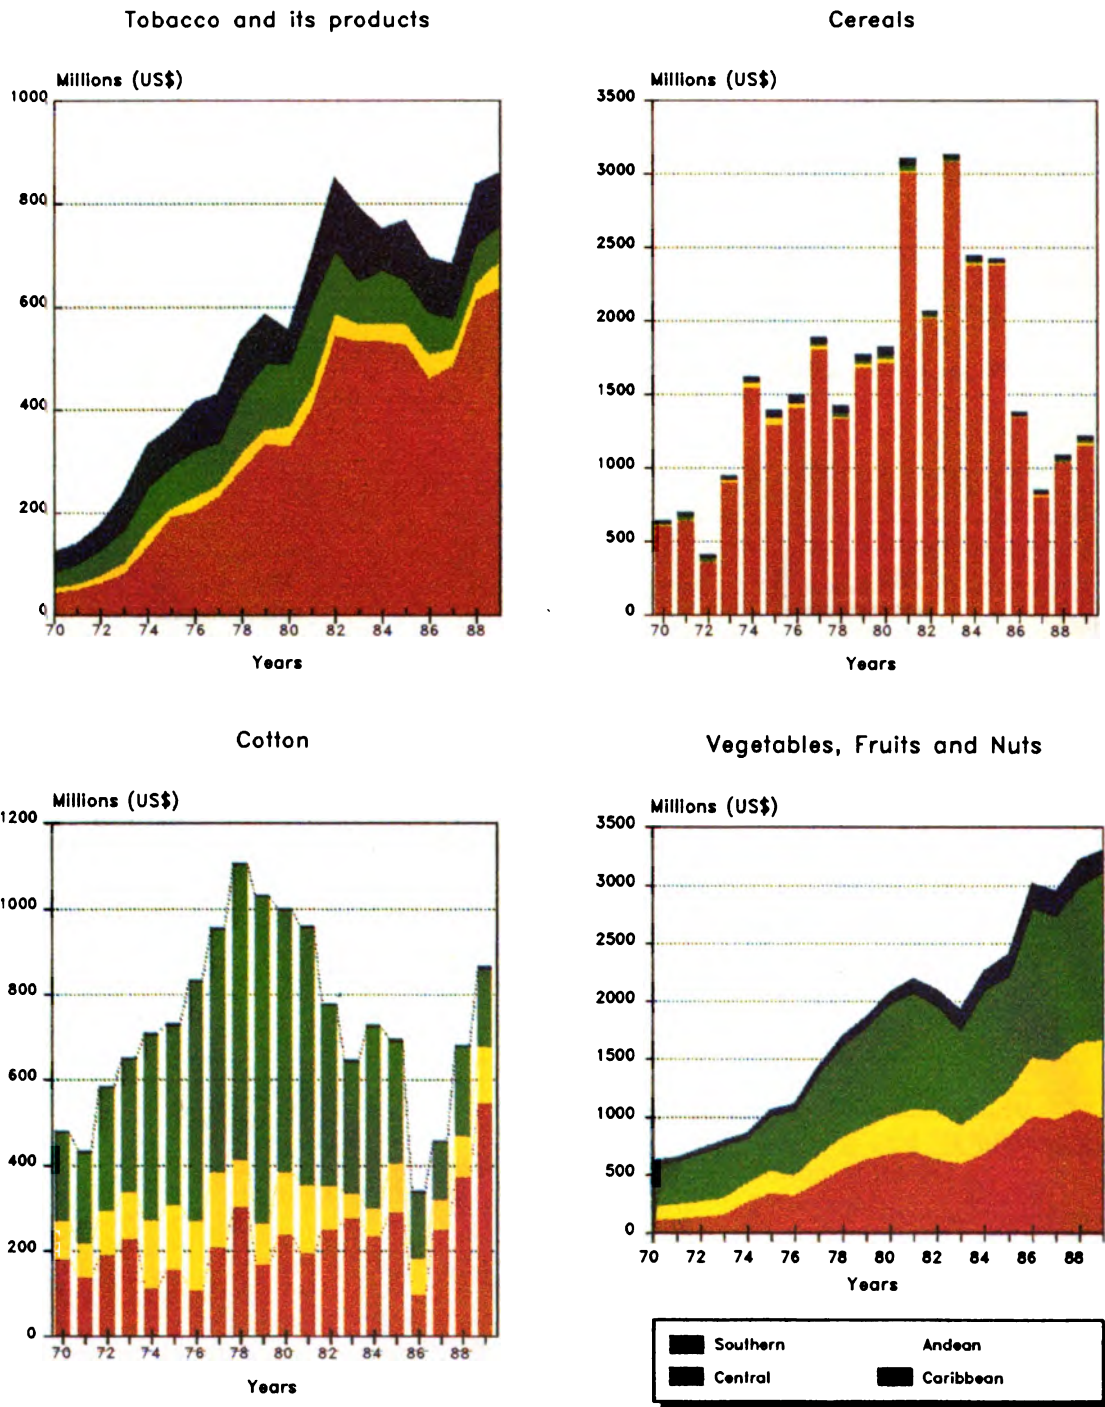 Tobacco and its products
Millions (US$)
1000
800
600
400
200
0
70 72 74 76 78 80 82 84 86 88
Years
Cereals
Millions (US$)
3500
3000
2500
2000
1500
1000
500
0
70 72 74 76 78 80 82 84 86 88
Years
Cotton
Millions (US$)
1200
1000
800
600
400
200
0
70 72 74 76 78 80 82 84 86 88
Years
Vegetables, Fruits and Nuts
Millions (US$)
3500
3000
2500
2000
1500
1000
500
0
70 72 74 76 78 80 82 84 86 88
Years
Southern Andean
Central Caribbean